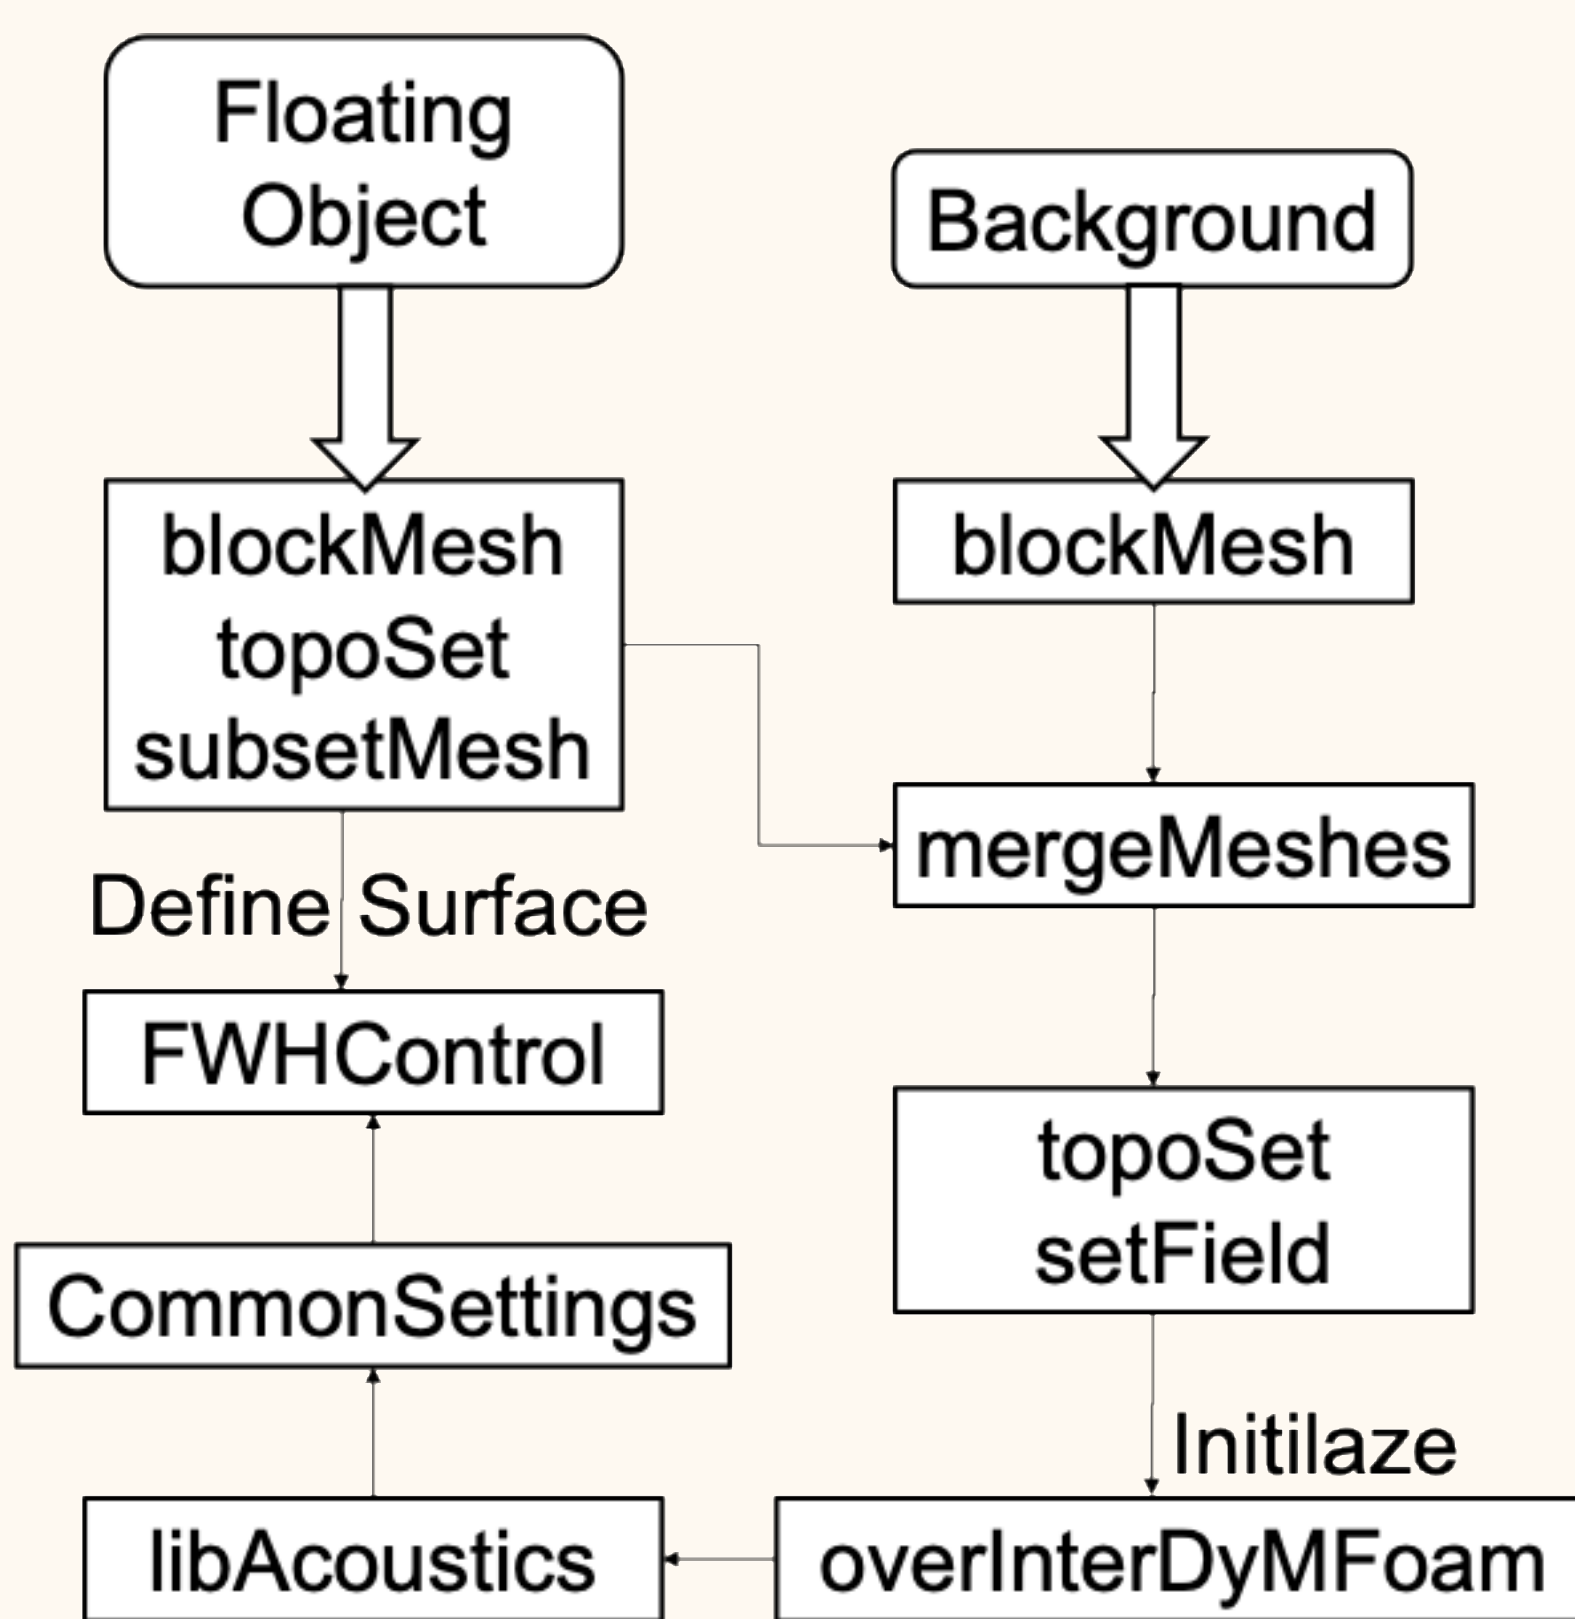 Floating
Object
Background
blockMesh
topoSet
subsetMesh
blockMesh
mergeMeshes
Define Surface
FWHControl
topoSet
setField
CommonSettings
Initilaze
libAcoustics
overInterDyMFoam